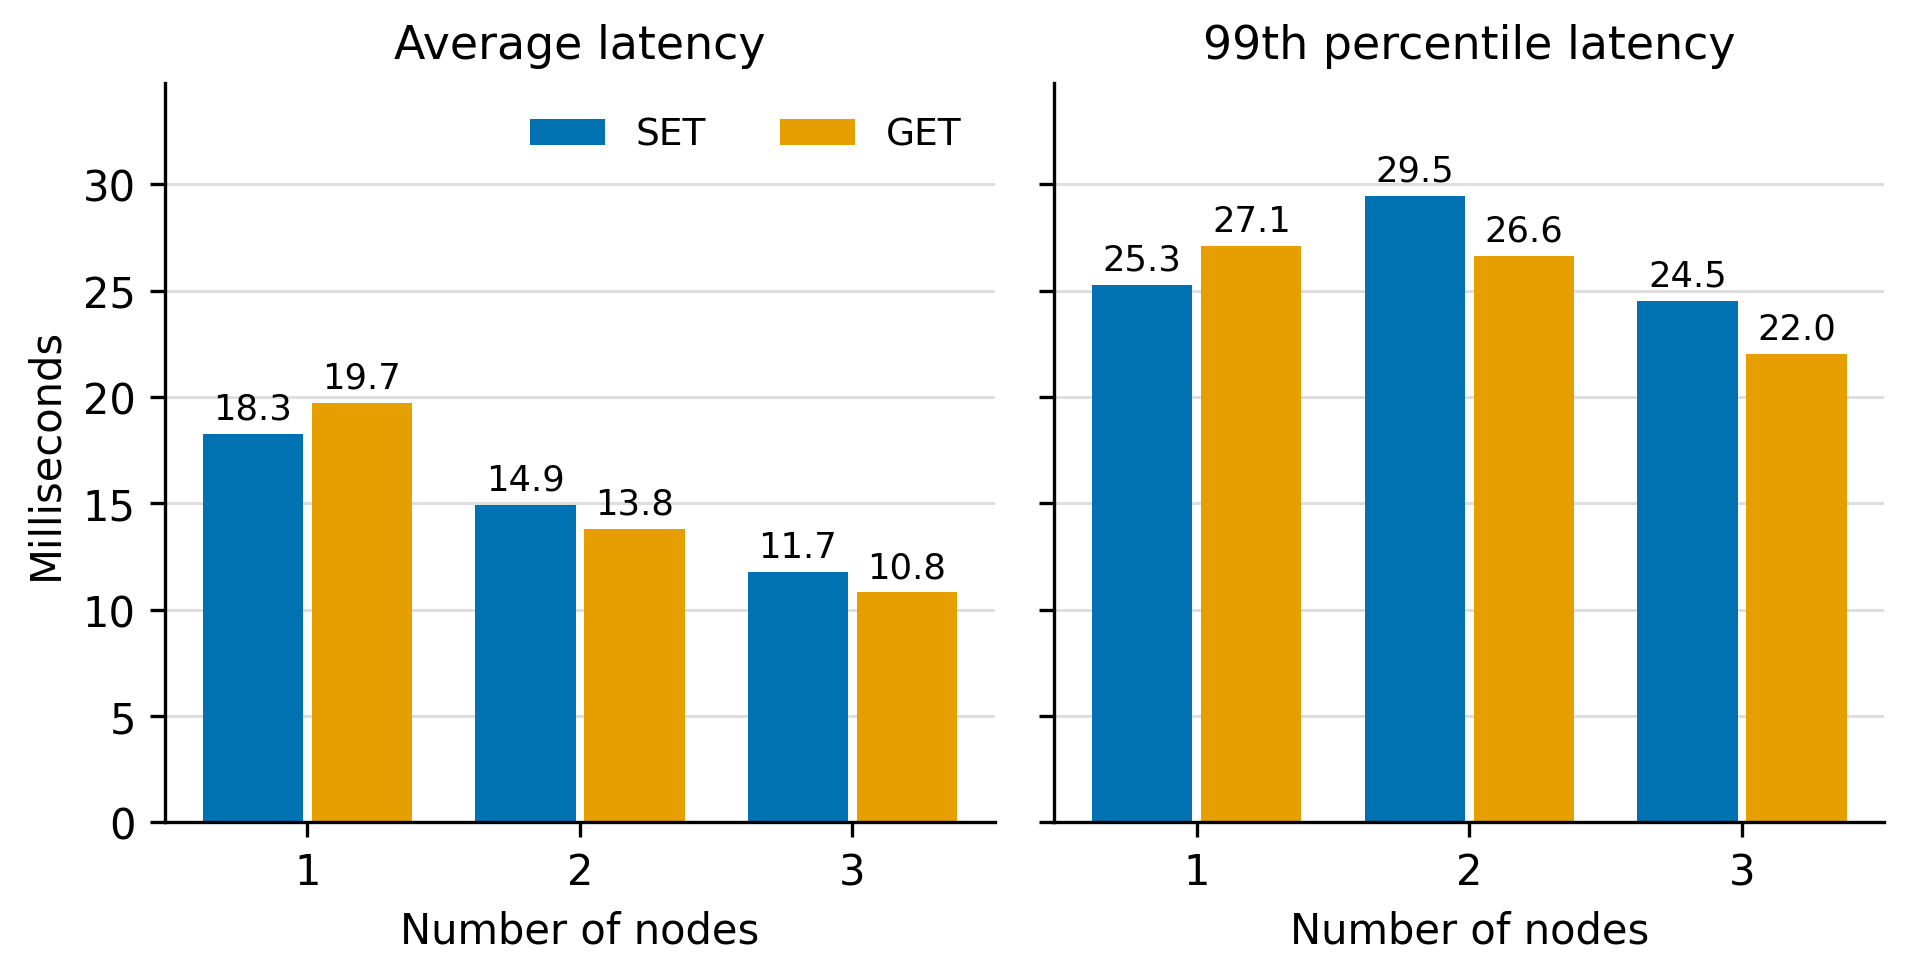 Average latency
SET GET
30
25
20
15
10
5
0
Milliseconds
18.3 19.7 14.9 13.8 11.7 10.8
1 2 3
Number of nodes
99th percentile latency
25.3 27.1 29.5 26.6 24.5 22.0
1 2 3
Number of nodes